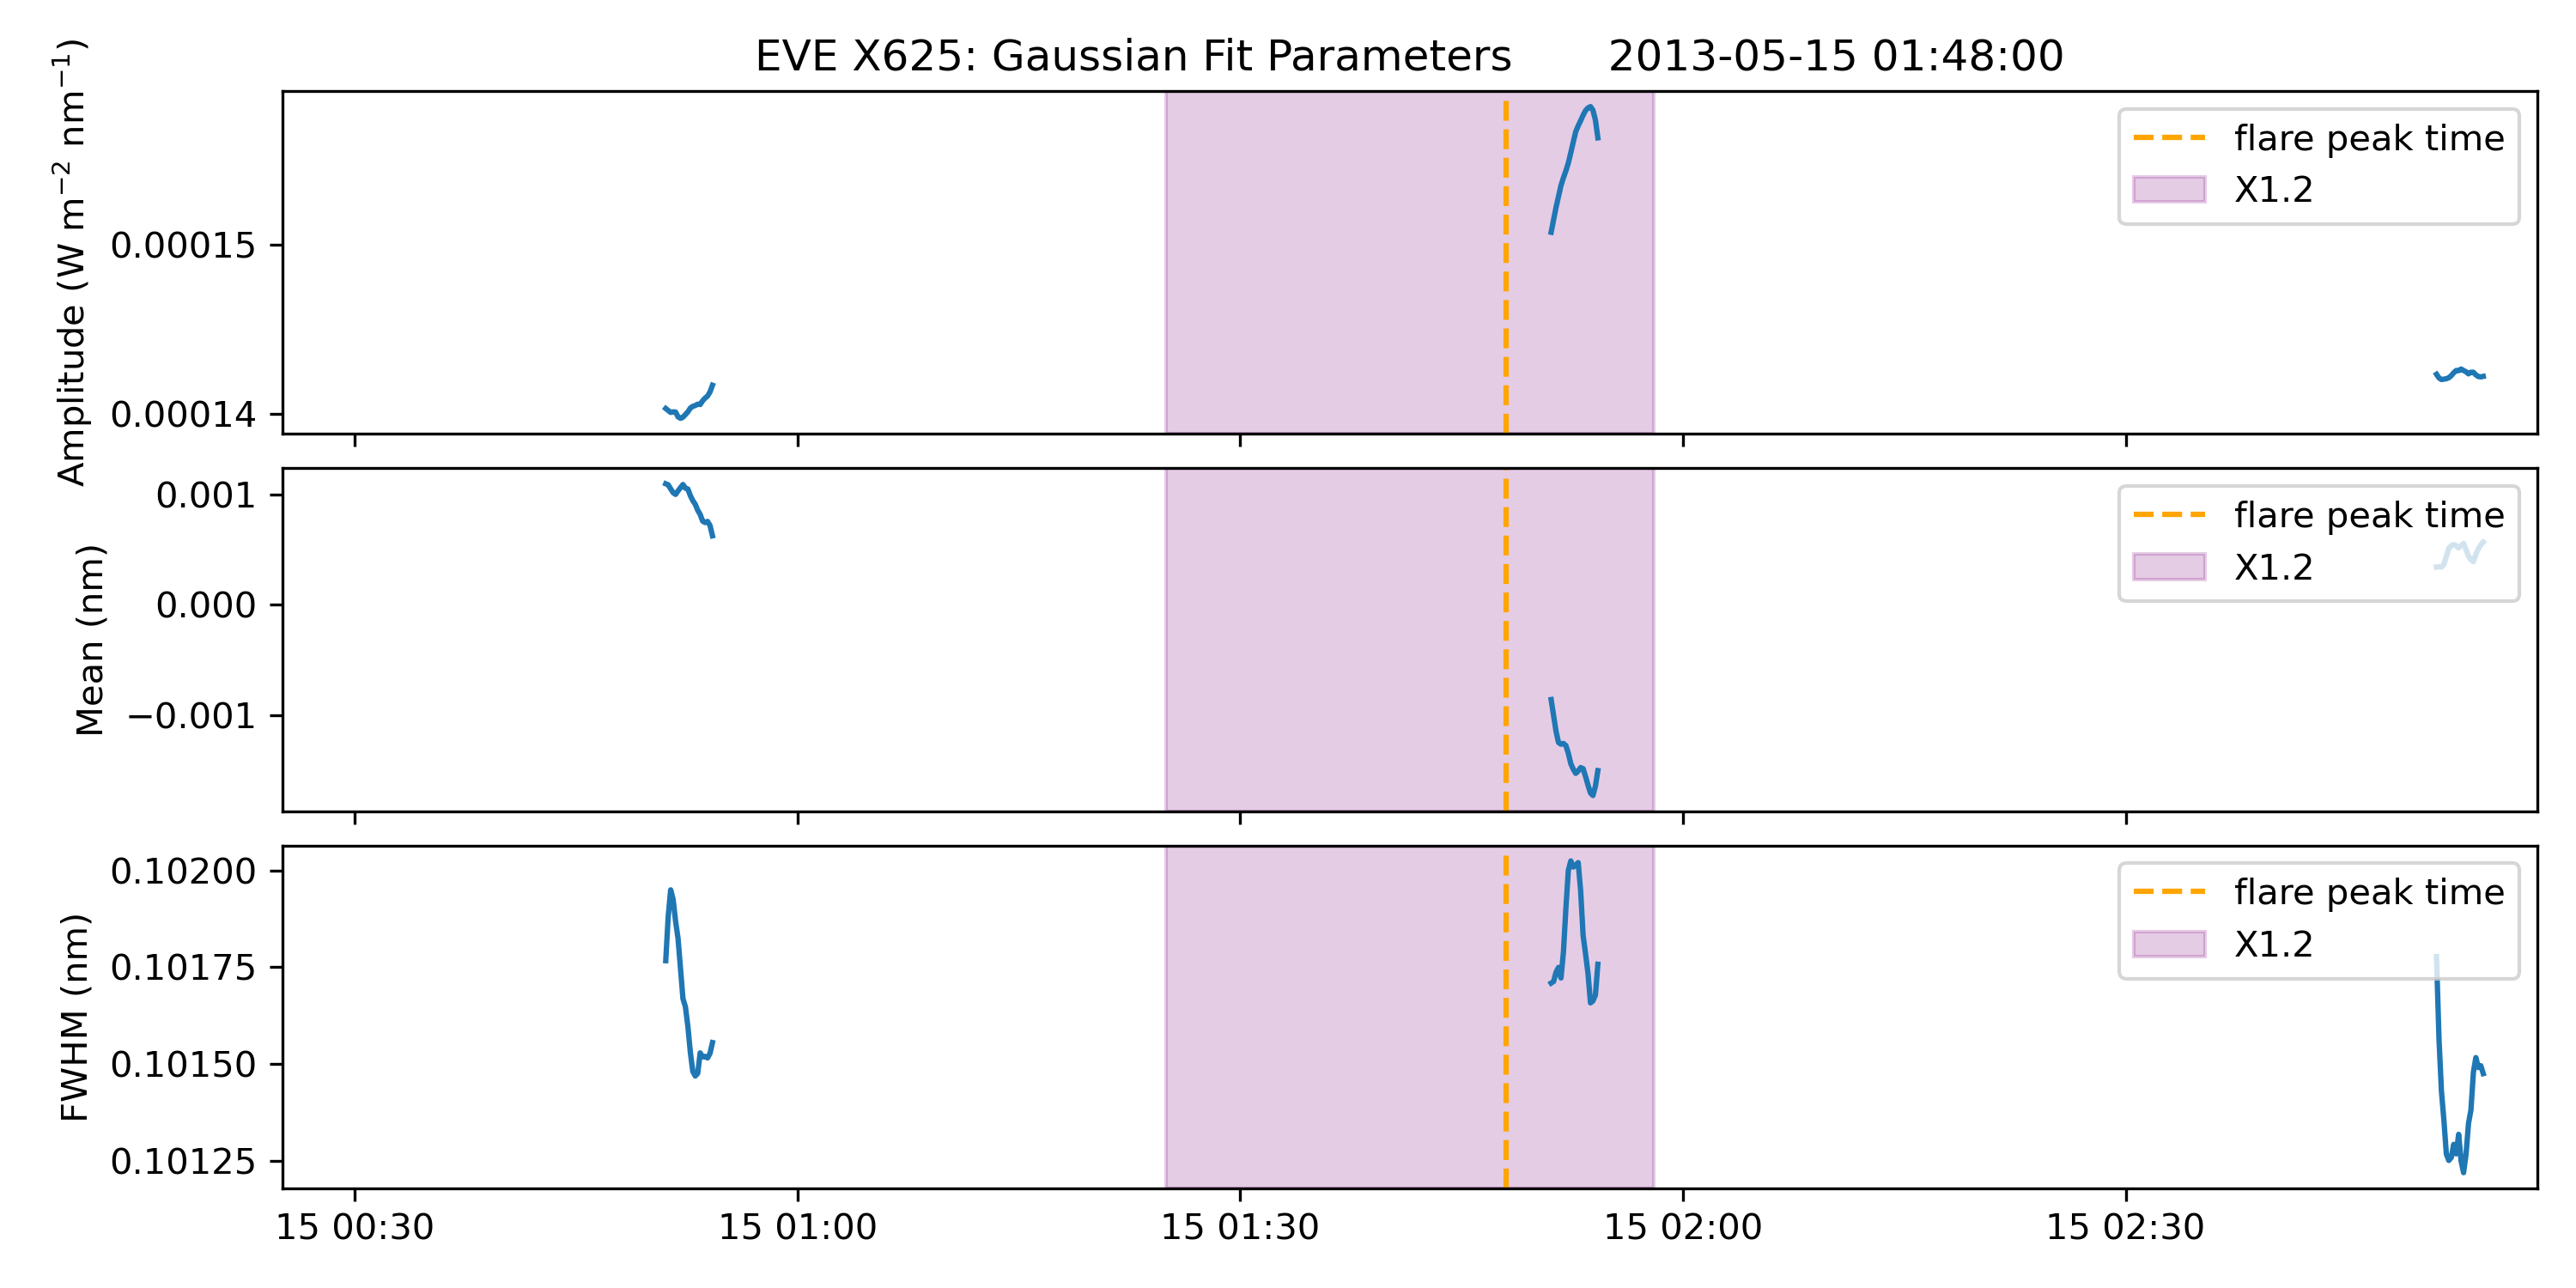 EVE X625: Gaussian Fit Parameters 2013-05-15 01:48:00
Amplitude (W m⁻² nm⁻¹)
0.00015
0.00014
flare peak time
X1.2
Mean (nm)
0.001
0.000
−0.001
flare peak time
X1.2
FWHM (nm)
0.10200
0.10175
0.10150
0.10125
flare peak time
X1.2
15 00:30 15 01:00 15 01:30 15 02:00 15 02:30